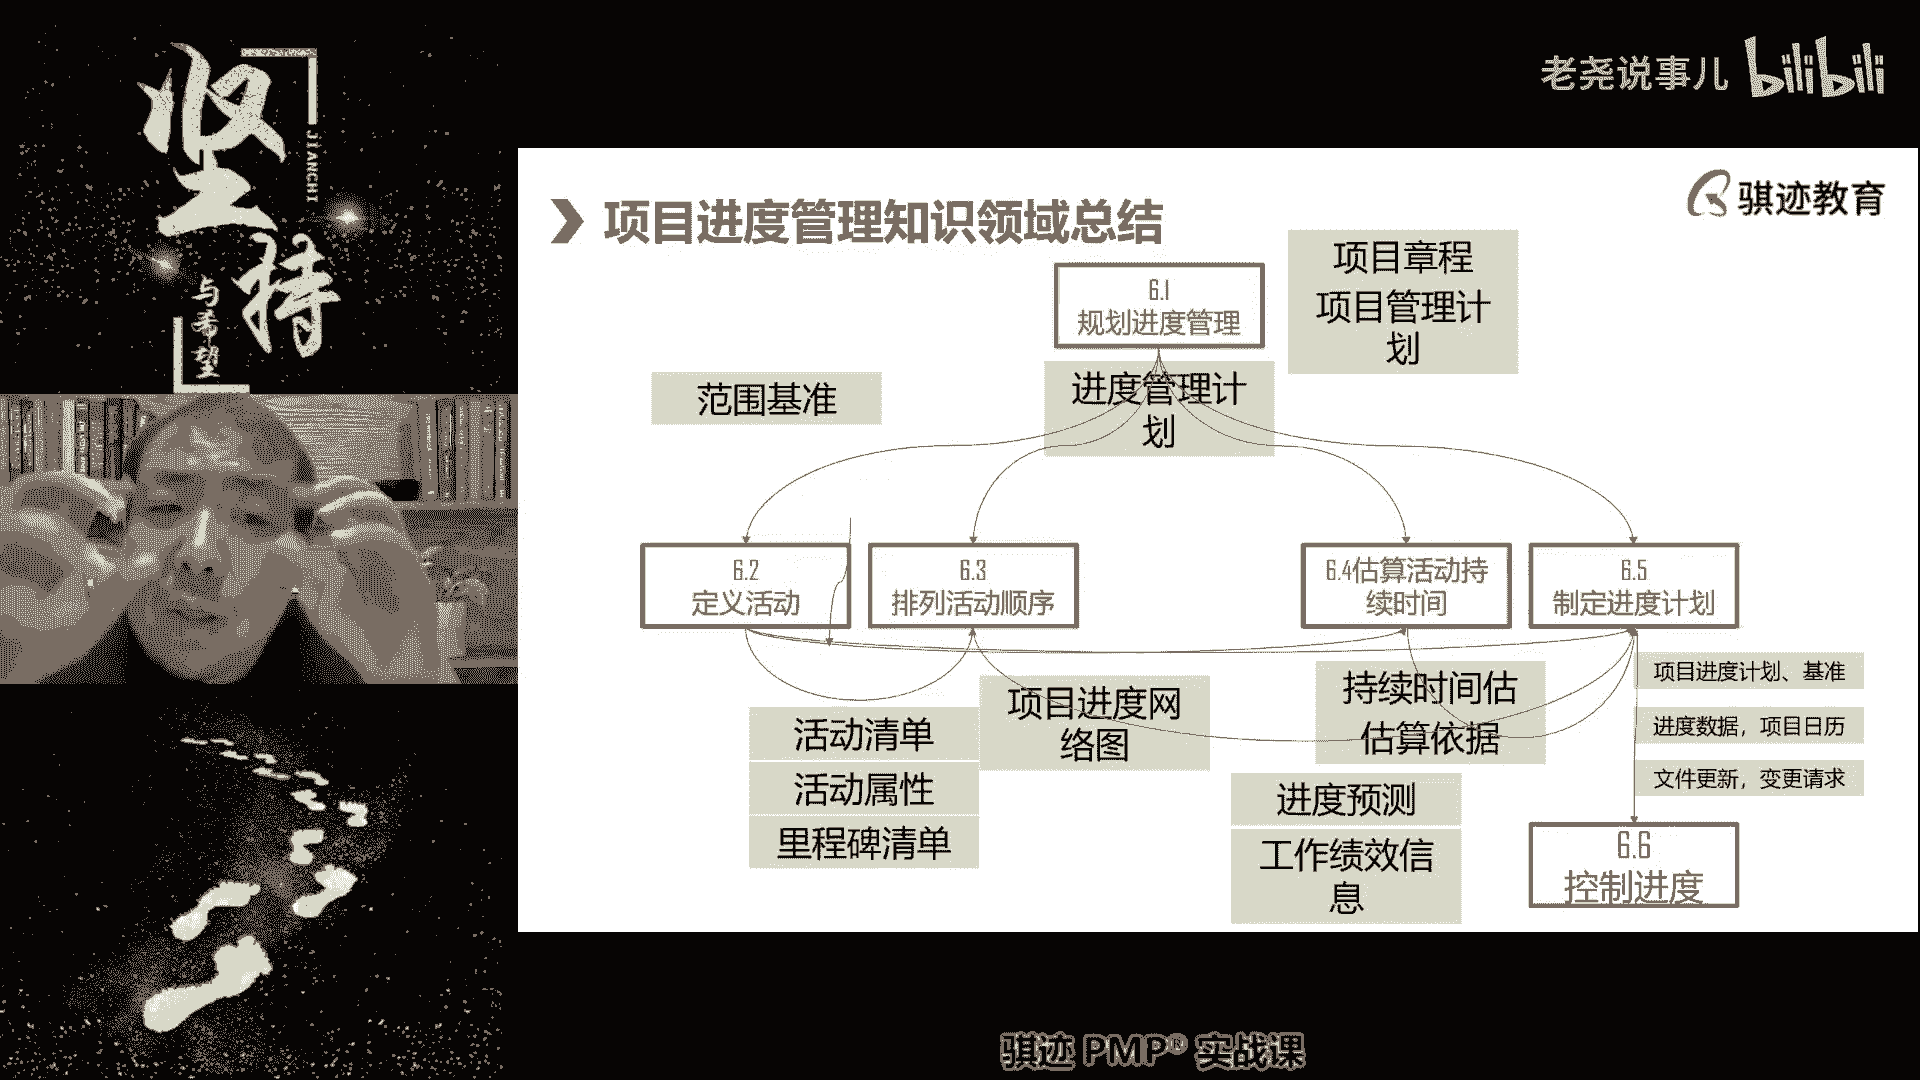 坚
JIANCHI
持
与希望
老尧说事儿 bilibili
骐迹教育
项目进度管理知识领域总结
项目章程
项目管理计
划
6.1
规划进度管理
范围基准
进度管理计
划
6.2
定义活动
6.3
排列活动顺序
6.4估算活动持
续时间
6.5
制定进度计划
项目进度计划、基准
进度数据，项目日历
文件更新，变更请求
持续时间估
估算依据
项目进度网
络图
活动清单
活动属性
里程碑清单
进度预测
工作绩效信
息
6.6
控制进度
骐迹 PMP® 实战课